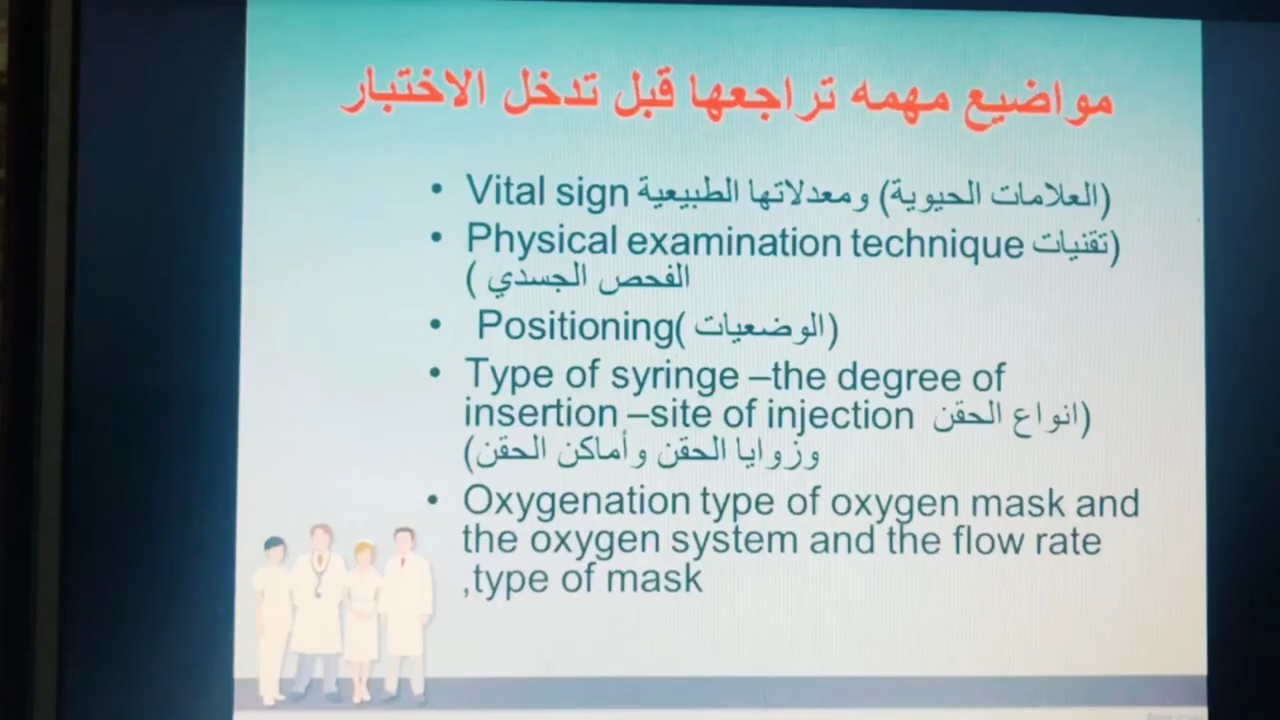 مواضيع مهمه تراجعها قبل تدخل الاختبار
• Vital sign (العلامات الحيوية) ومعدلاتها الطبيعية
• Physical examination technique (تقنيات
الفحص الجسدي )
• Positioning( الوضعيات)
• Type of syringe –the degree of
insertion –site of injection (انواع الحقن
وزوايا الحقن وأماكن الحقن)
• Oxygenation type of oxygen mask and
the oxygen system and the flow rate
,type of mask